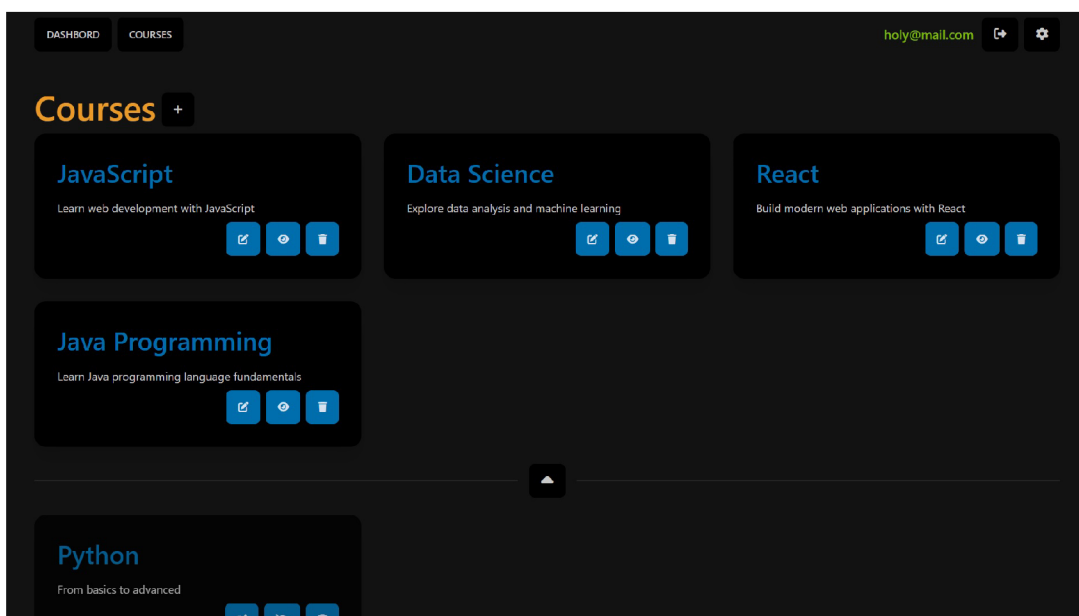 DASHBORD COURSES holy@mail.com
Courses +
JavaScript
Learn web development with JavaScript
Data Science
Explore data analysis and machine learning
React
Build modern web applications with React
Java Programming
Learn Java programming language fundamentals
Python
From basics to advanced